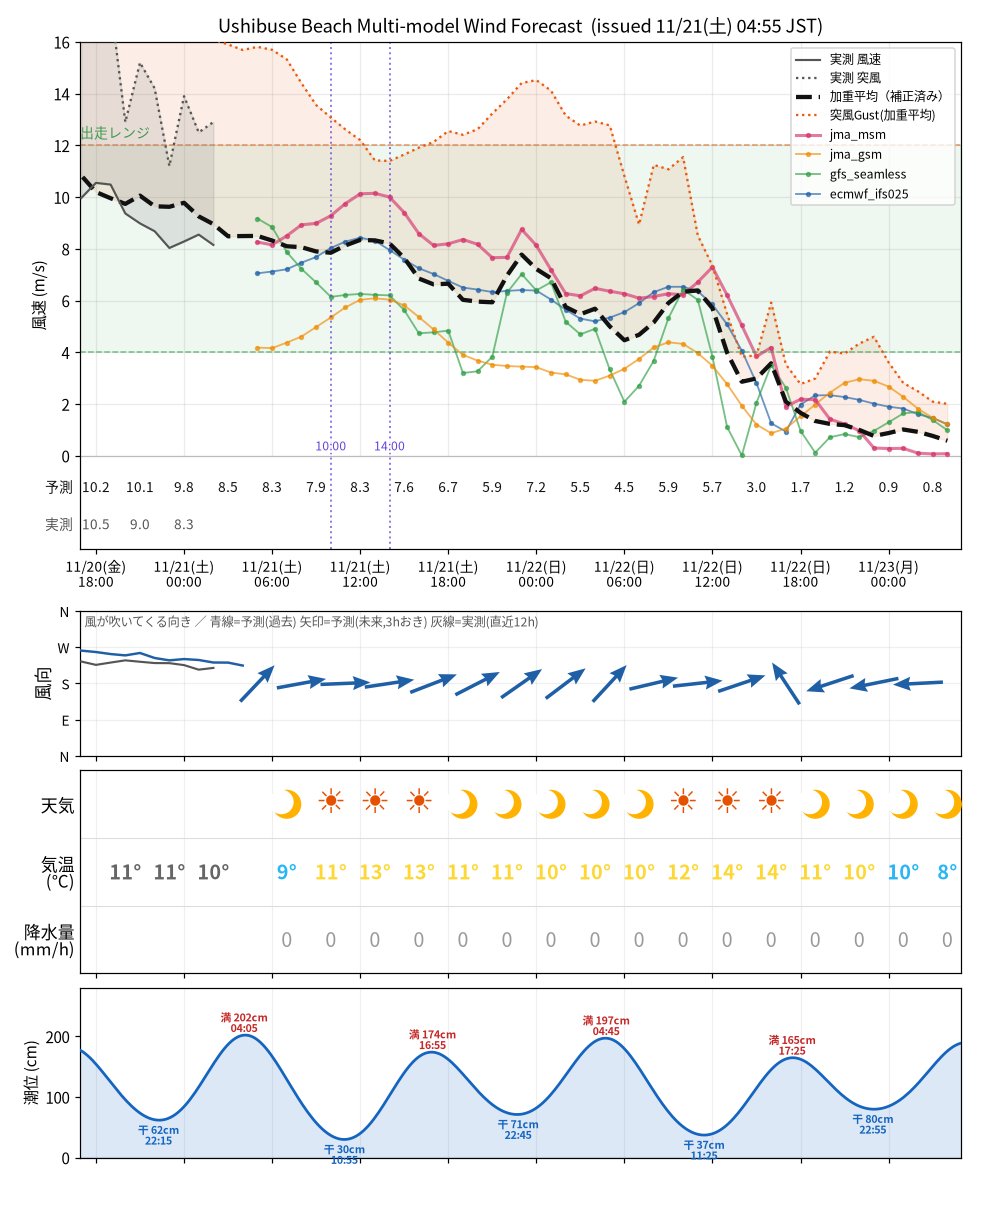 Ushibuse Beach Multi-model Wind Forecast (issued 11/21(土) 04:55 JST)
実測 風速
実測 突風
加重平均（補正済み）
突風Gust(加重平均)
jma_msm
jma_gsm
gfs_seamless
ecmwf_ifs025
風速 (m/s)
16
14
12
10
8
6
4
2
0
出走レンジ
10:00 14:00
予測 10.2 10.1 9.8 8.5 8.3 7.9 8.3 7.6 6.7 5.9 7.2 5.5 4.5 5.9 5.7 3.0 1.7 1.2 0.9 0.8
実測 10.5 9.0 8.3
11/20(金) 11/21(土) 11/21(土) 11/21(土) 11/21(土) 11/22(日) 11/22(日) 11/22(日) 11/22(日) 11/23(月)
18:00 00:00 06:00 12:00 18:00 00:00 06:00 12:00 18:00 00:00
風向
N
W
S
E
N
風が吹いてくる向き ／ 青線=予測(過去) 矢印=予測(未来,3hおき) 灰線=実測(直近12h)
天気
気温
(℃)
11° 11° 10° 9° 11° 13° 13° 11° 11° 10° 10° 10° 12° 14° 14° 11° 10° 10° 8°
降水量
(mm/h)
0 0 0 0 0 0 0 0 0 0 0 0 0 0 0 0
潮位 (cm)
200
100
0
満 202cm
04:05
満 174cm
16:55
満 197cm
04:45
満 165cm
17:25
干 62cm
22:15
干 30cm
10:55
干 71cm
22:45
干 37cm
11:25
干 80cm
22:55